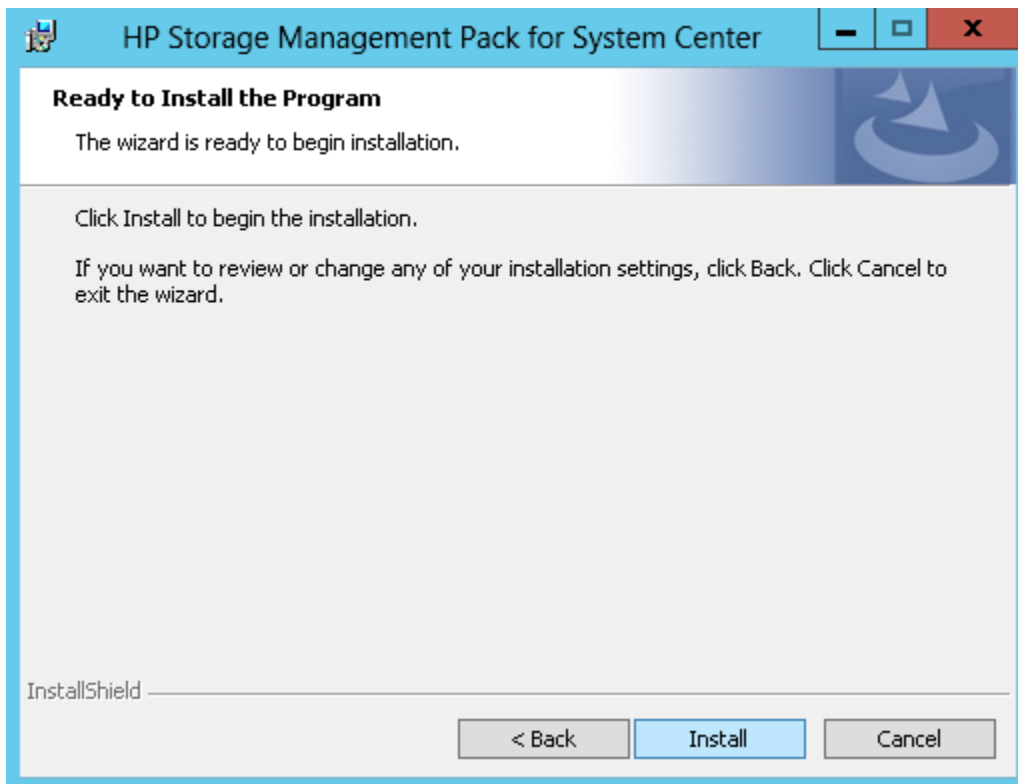 HP Storage Management Pack for System Center
Ready to Install the Program
The wizard is ready to begin installation.
Click Install to begin the installation.
If you want to review or change any of your installation settings, click Back. Click Cancel to
exit the wizard.
InstallShield
< Back
Install
Cancel